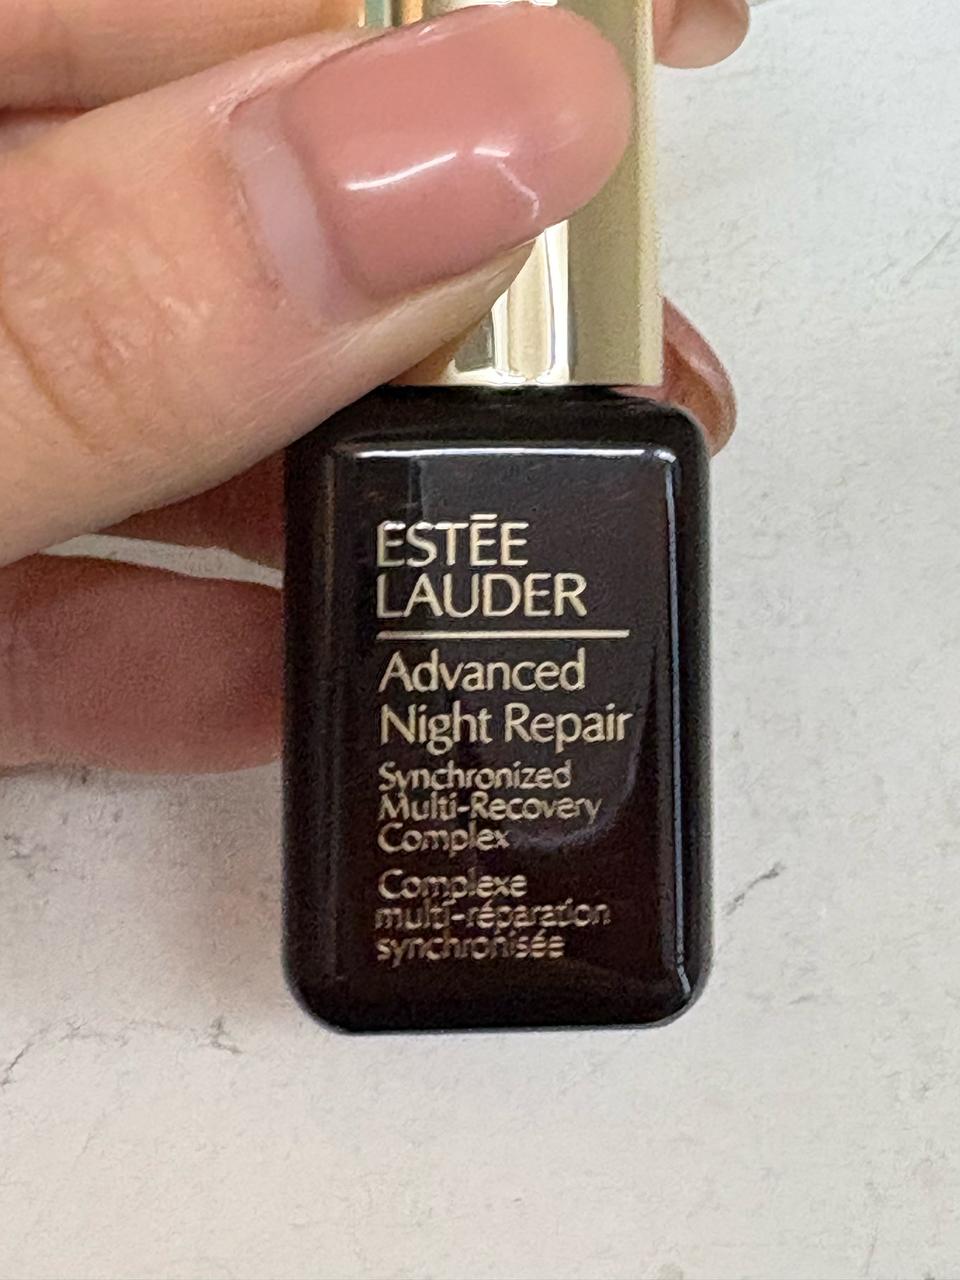 ESTĒE
LAUDER
Advanced
Night Repair
Synchronized
Multi-Recovery
Complex
Complexe
multi-réparation
synchronisée